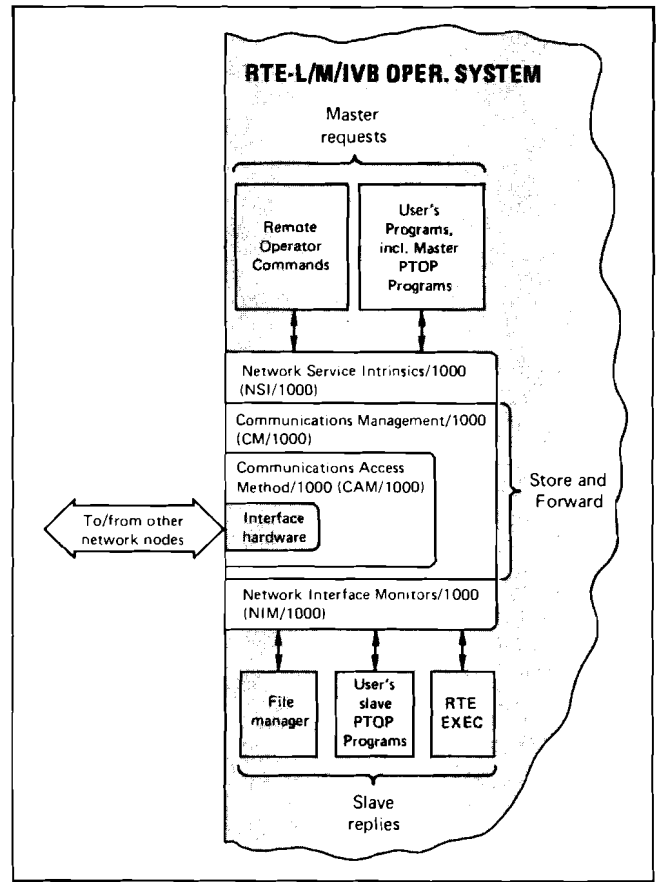 RTE-L/M/IVB OPER. SYSTEM
Master
requests
Remote
Operator
Commands
User's
Programs,
incl. Master
PTOP
Programs
Network Service Intrinsics/1000
(NSI/1000)
Communications Management/1000
(CM/1000)
Communications Access
Method/1000 (CAM/1000)
Interface
hardware
Store and
Forward
To/from other
network nodes
Network Interface Monitors/1000
(NIM/1000)
File
manager
User's
slave
PTOP
Programs
RTE
EXEC
Slave
replies